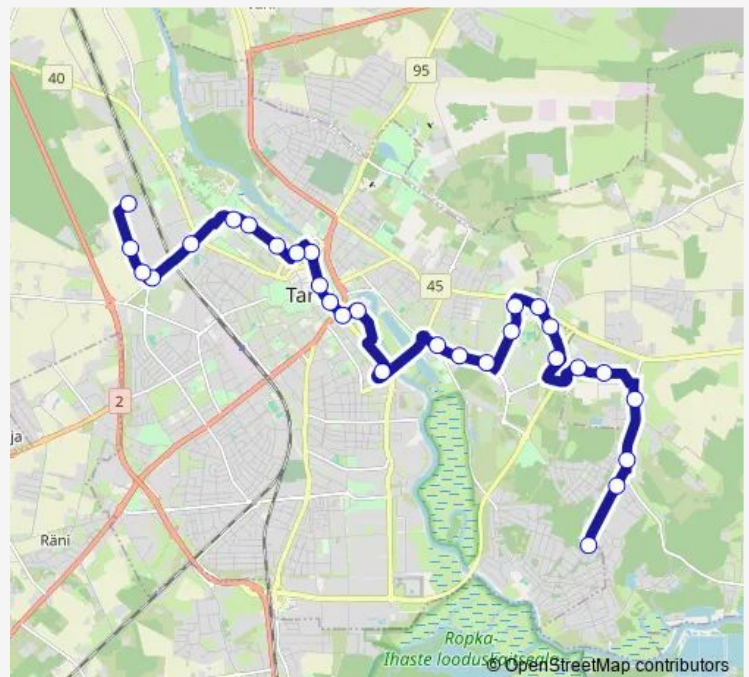 40
95
45
Tar
2
ja
Räni
Ropka-
Ihaste looduskaitseala
© OpenStreetMap contributors